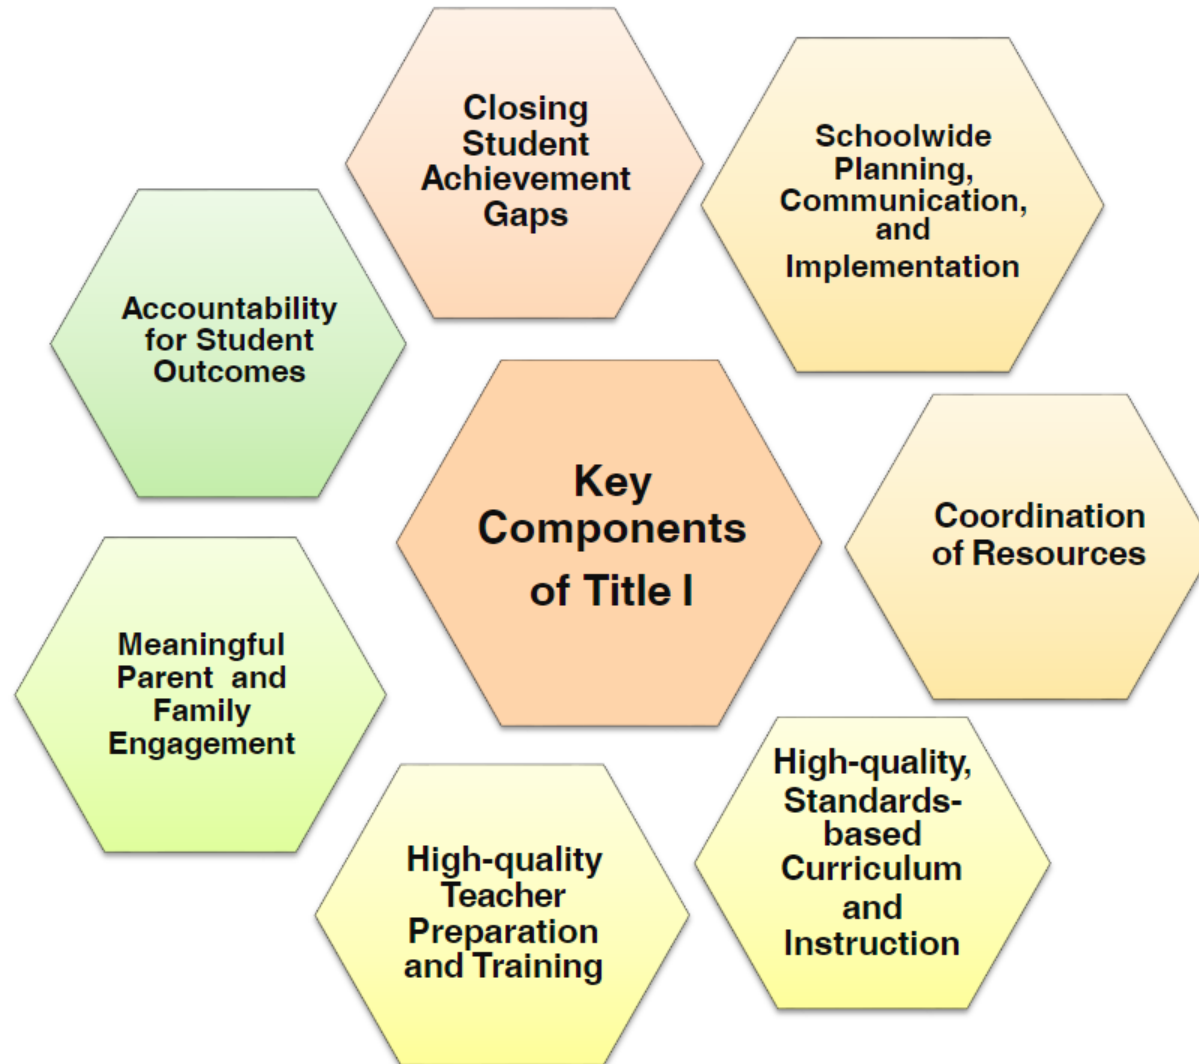 Closing
Student
Achievement
Gaps
Schoolwide
Planning,
Communication,
and
Implementation
Accountability
for Student
Outcomes
Key
Components
of Title I
Coordination
of Resources
Meaningful
Parent and
Family
Engagement
High-quality,
Standards-
based
Curriculum
and
Instruction
High-quality
Teacher
Preparation
and Training